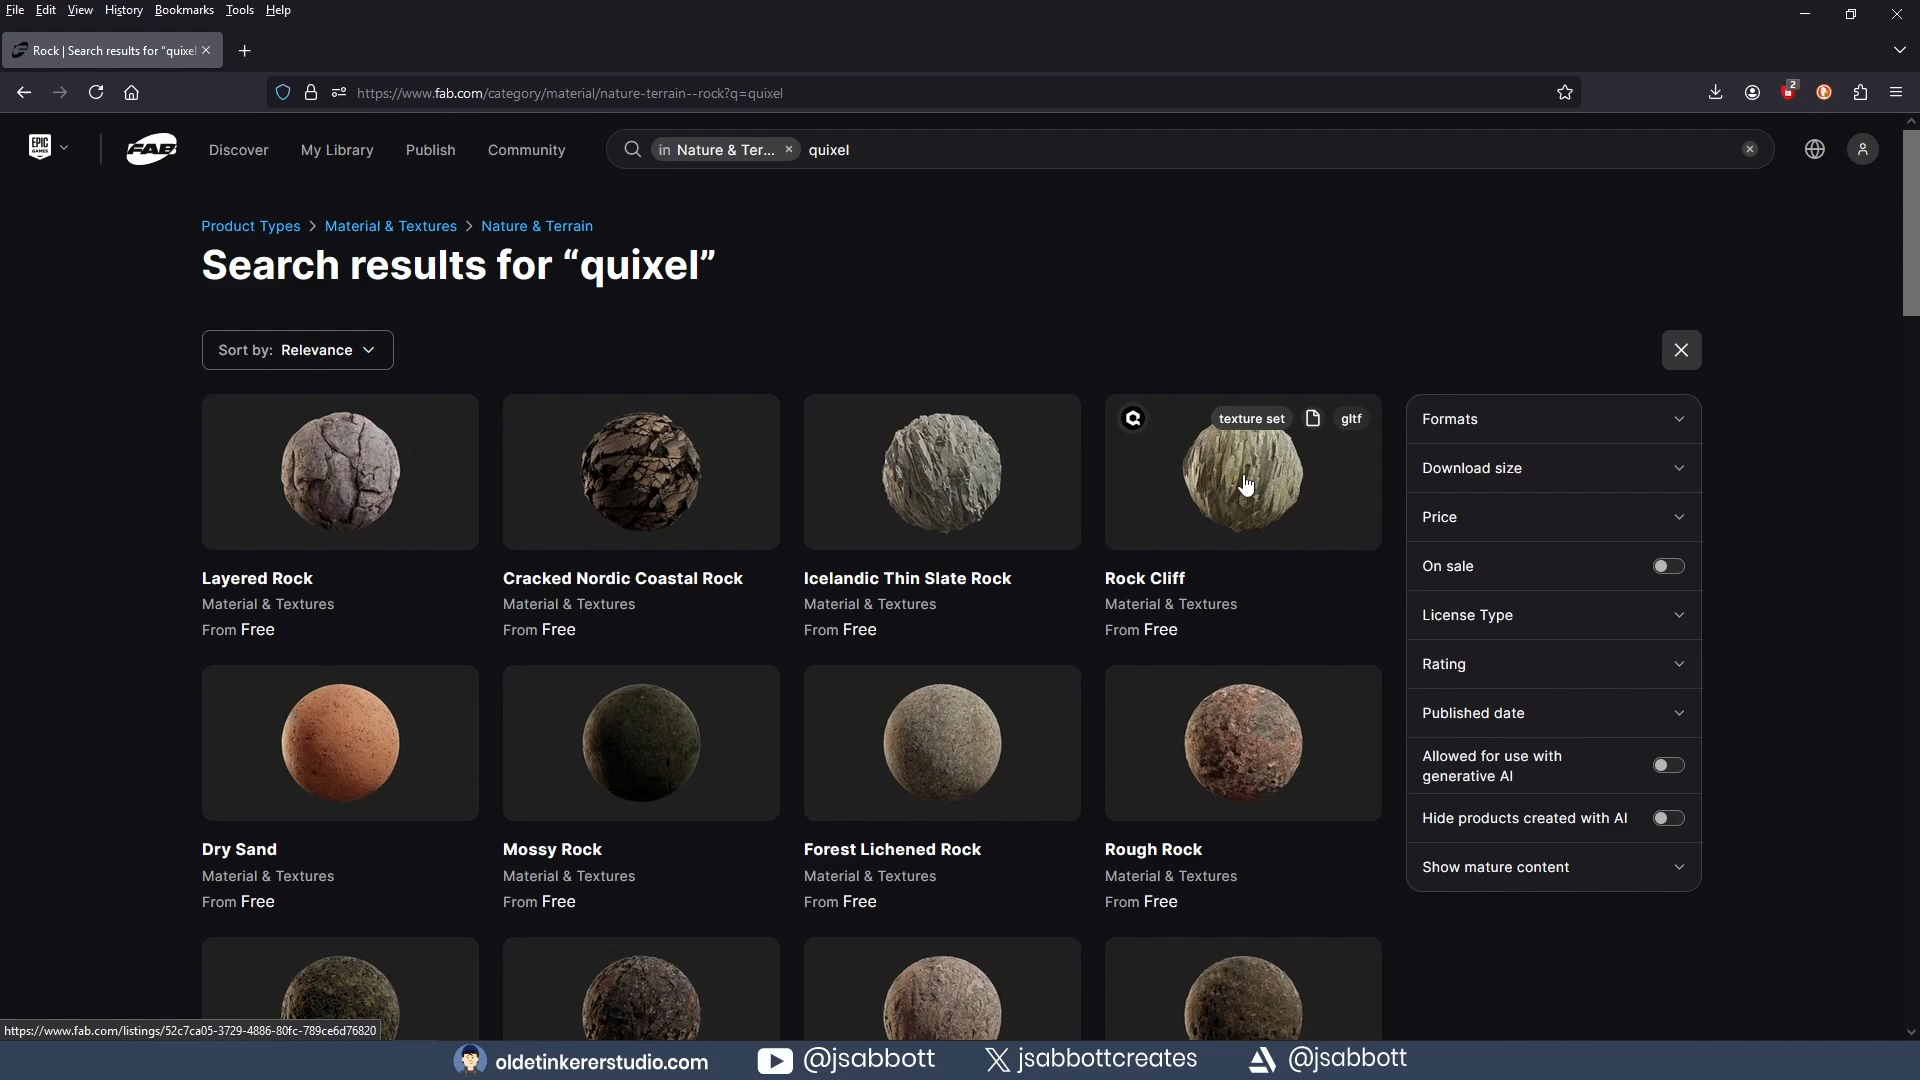 File Edit View History Bookmarks Tools Help
Rock | Search results for "quixe
https://www.fab.com/category/material/nature-terrain--rock?q=quixel
2
EPIC GAMES
FAB
Discover My Library Publish Community
in Nature & Ter... × quixel
Product Types > Material & Textures > Nature & Terrain
Search results for “quixel”
Sort by: Relevance
texture set gltf
Layered Rock
Material & Textures
From Free
Cracked Nordic Coastal Rock
Material & Textures
From Free
Icelandic Thin Slate Rock
Material & Textures
From Free
Rock Cliff
Material & Textures
From Free
Dry Sand
Material & Textures
From Free
Mossy Rock
Material & Textures
From Free
Forest Lichened Rock
Material & Textures
From Free
Rough Rock
Material & Textures
From Free
Formats
Download size
Price
On sale
License Type
Rating
Published date
Allowed for use with
generative AI
Hide products created with AI
Show mature content
https://www.fab.com/listings/52c7ca05-3729-4886-80fc-789ce6d76820
oldetinkererstudio.com @jsabbott jsabbottcreates @jsabbott